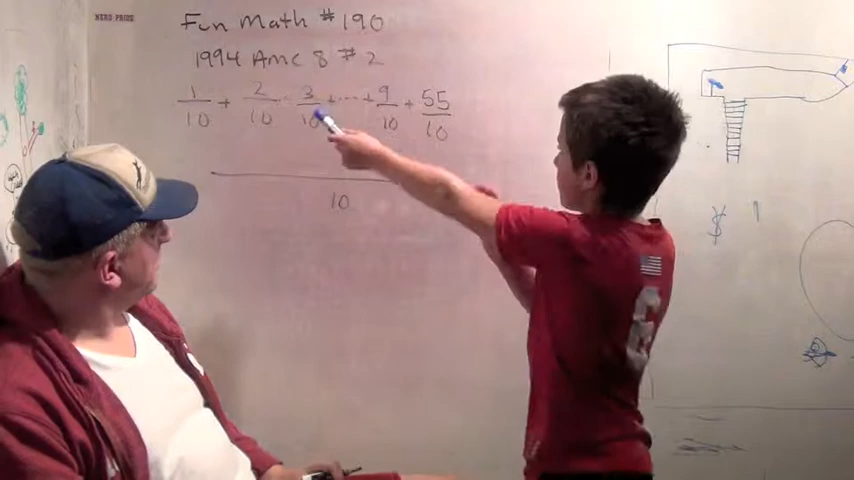 NERD PRIDE
Fun Math #190
1994 Amc 8 #2
1/10 + 2/10 + 3/10 + ... + 9/10 + 55/10
10
$ 1